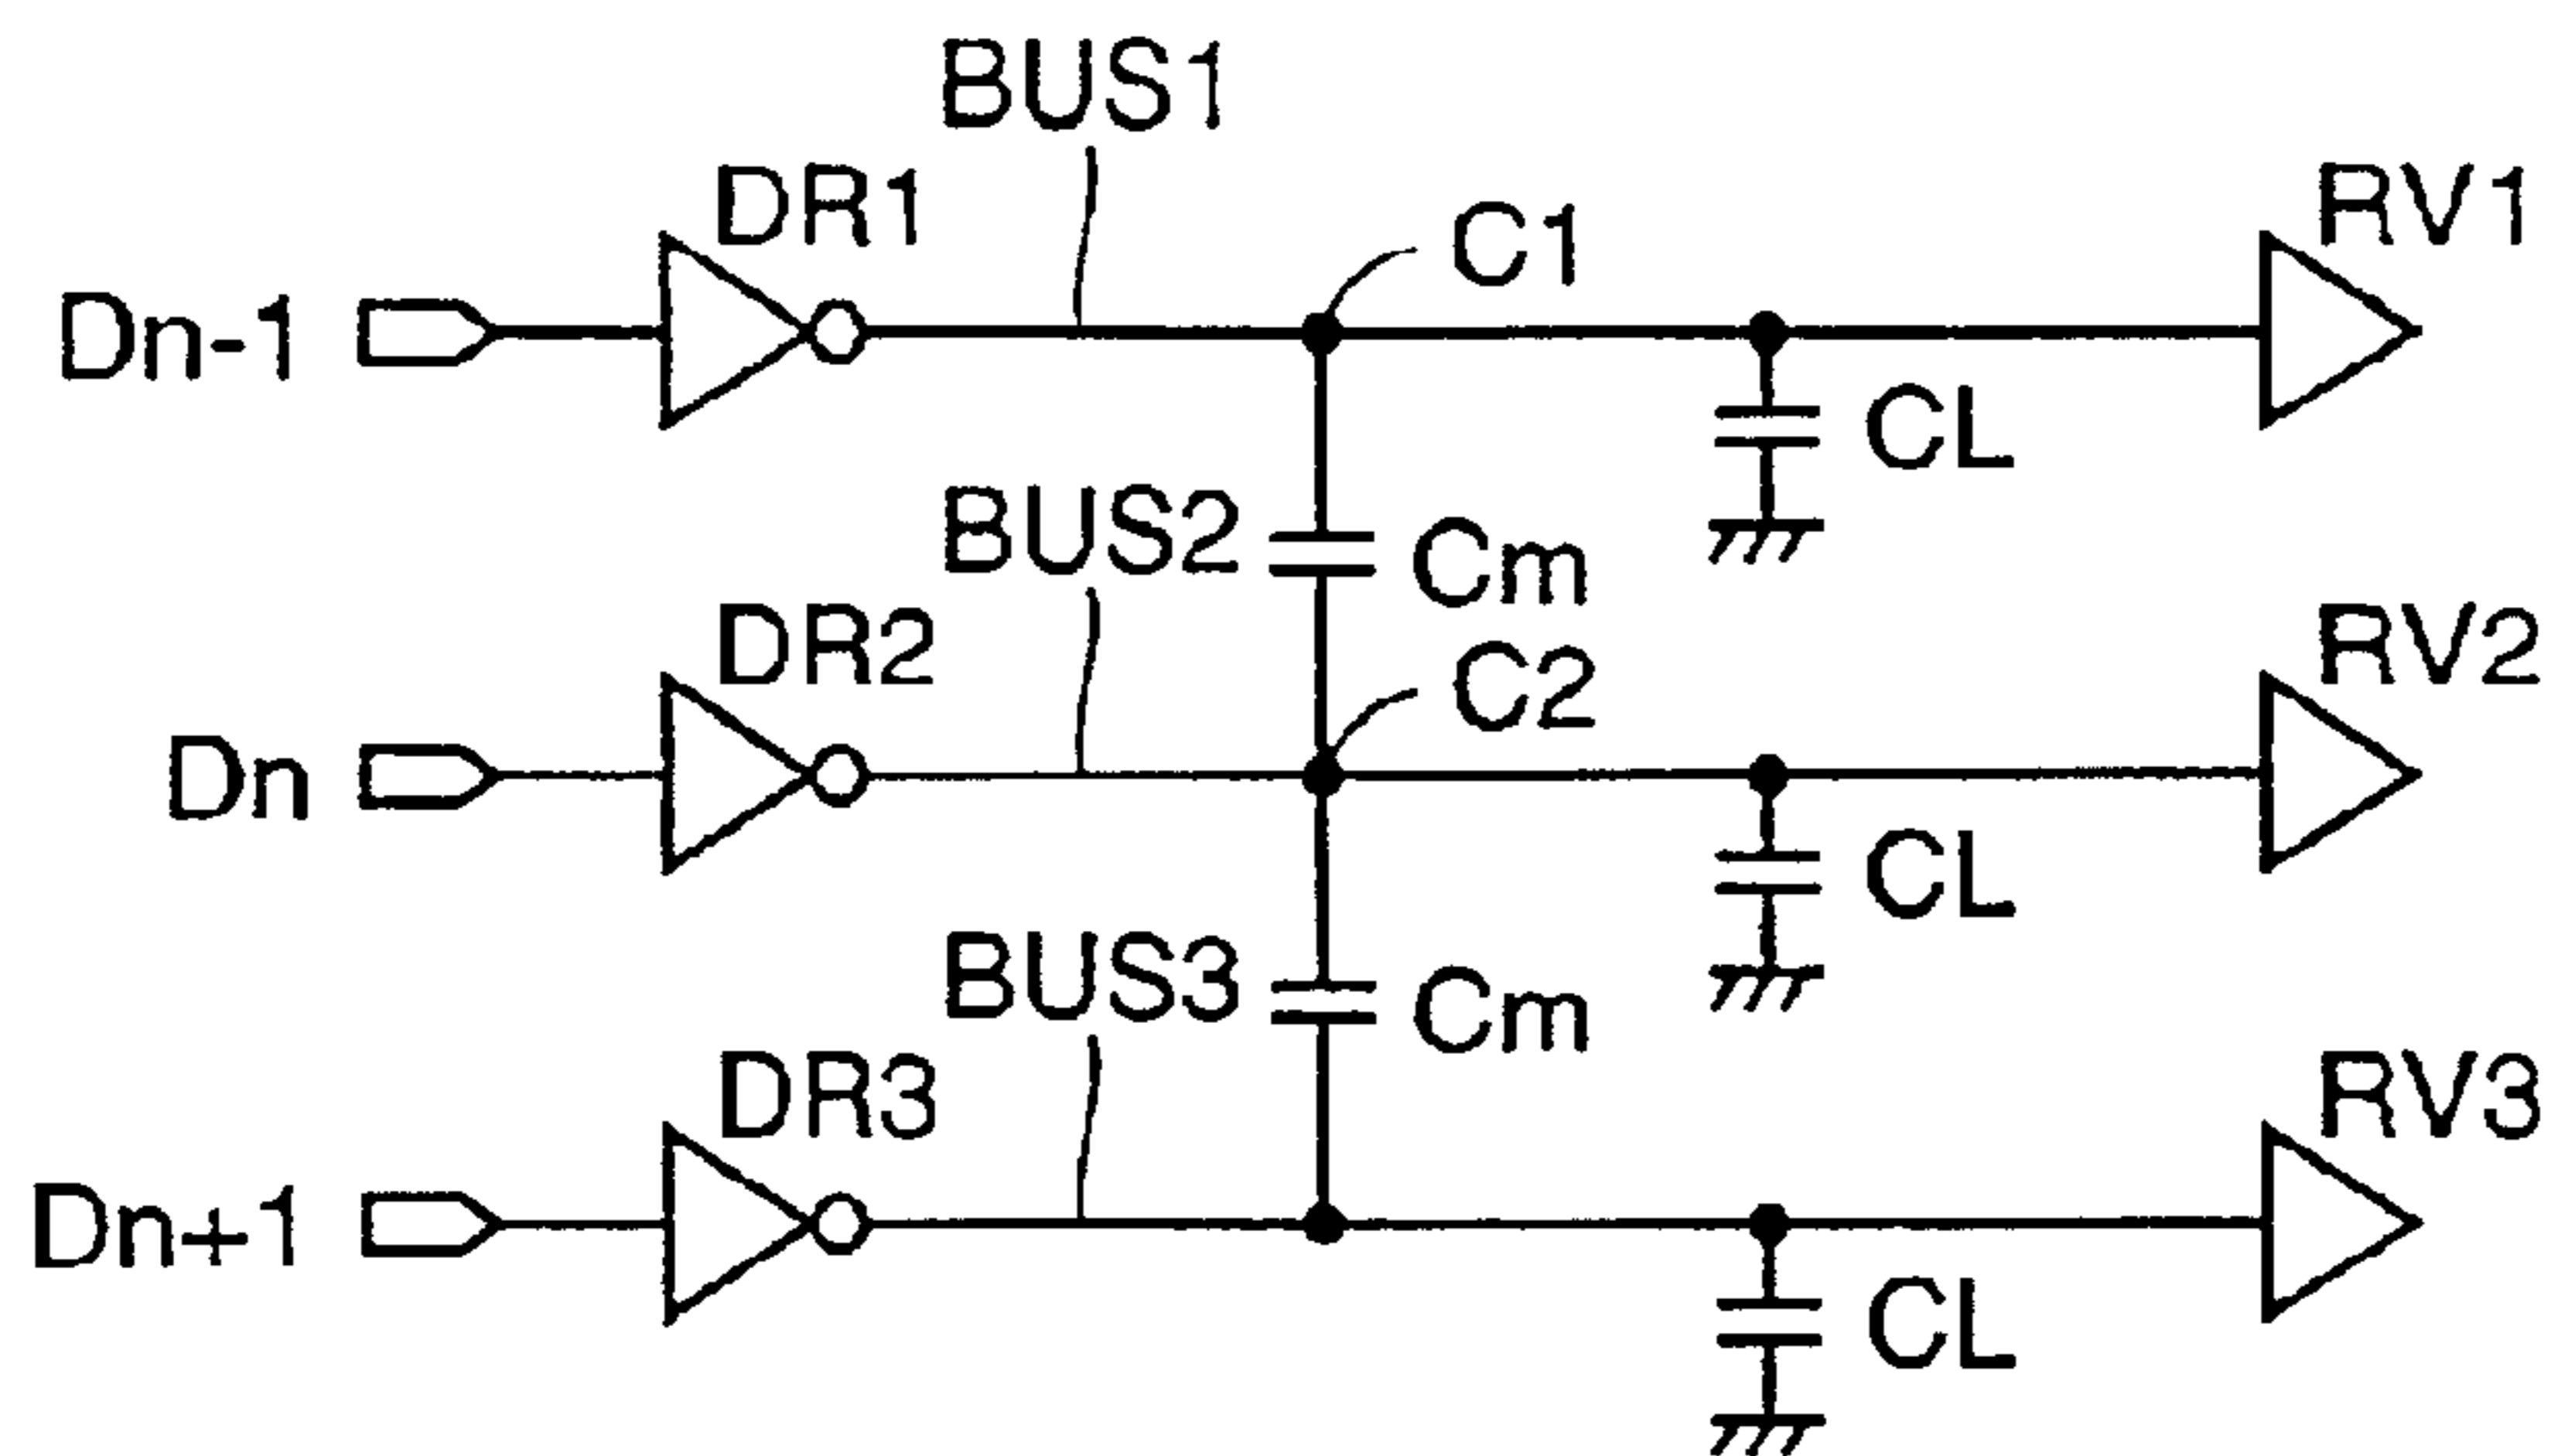 BUS1
DR1
C1
RV1
Dn-1
CL
BUS2
Cm
DR2
C2
RV2
Dn
CL
BUS3
Cm
DR3
RV3
Dn+1
CL